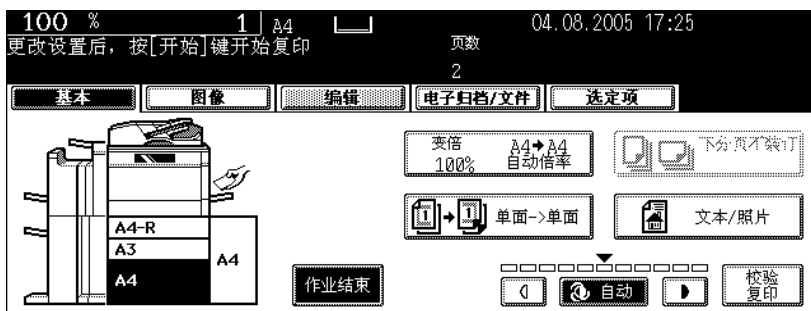 100 % 1 A4 04.08.2005 17:25
更改设置后, 按[开始]键开始复印 页数
2
基本 图像 编辑 电子归档/文件 选定项
变倍 A4→A4
100% 自动倍率
下分页不装订
1→1 单面->单面
文本/照片
A4-R
A3
A4
A4
作业结束
自动
校验
复印